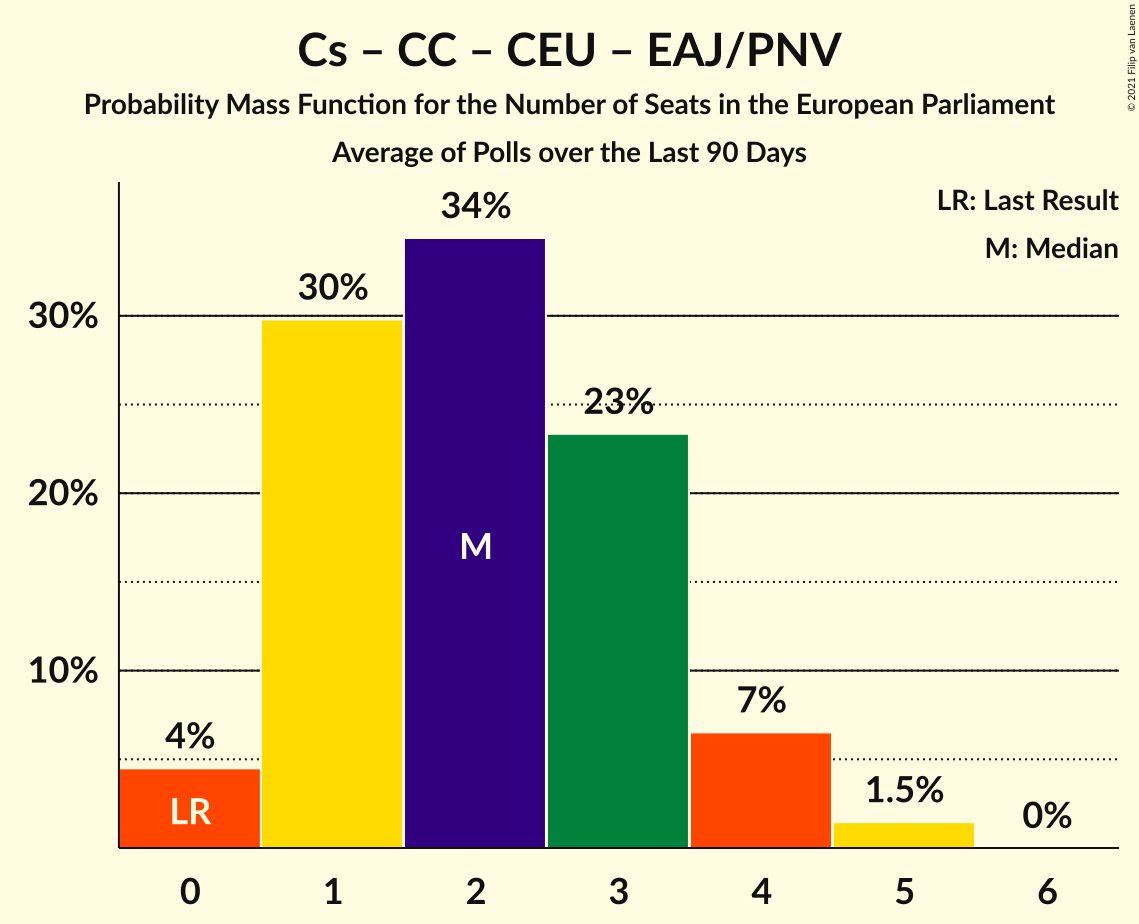 Cs – CC – CEU – EAJ/PNV
Probability Mass Function for the Number of Seats in the European Parliament
Average of Polls over the Last 90 Days
© 2021 Filip van Laenen
LR: Last Result
M: Median
30%
20%
10%
4%
30%
34%
23%
7%
1.5%
0%
LR
M
0 1 2 3 4 5 6